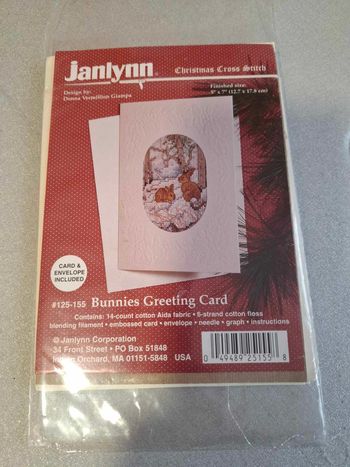 Janlynn®
Christmas Cross Stitch
Design by:
Donna Vermillion Giampa
Finished size:
5" x 7" (12.7 x 17.8 cm)
CARD &
ENVELOPE
INCLUDED
#125-155 Bunnies Greeting Card
Contains: 14-count cotton Aida fabric • 6-strand cotton floss
blending filament • embossed card • envelope • needle • graph • instructions
© Janlynn Corporation
34 Front Street • PO Box 51848
Indian Orchard, MA 01151-5848 USA
0 49489 25155 8